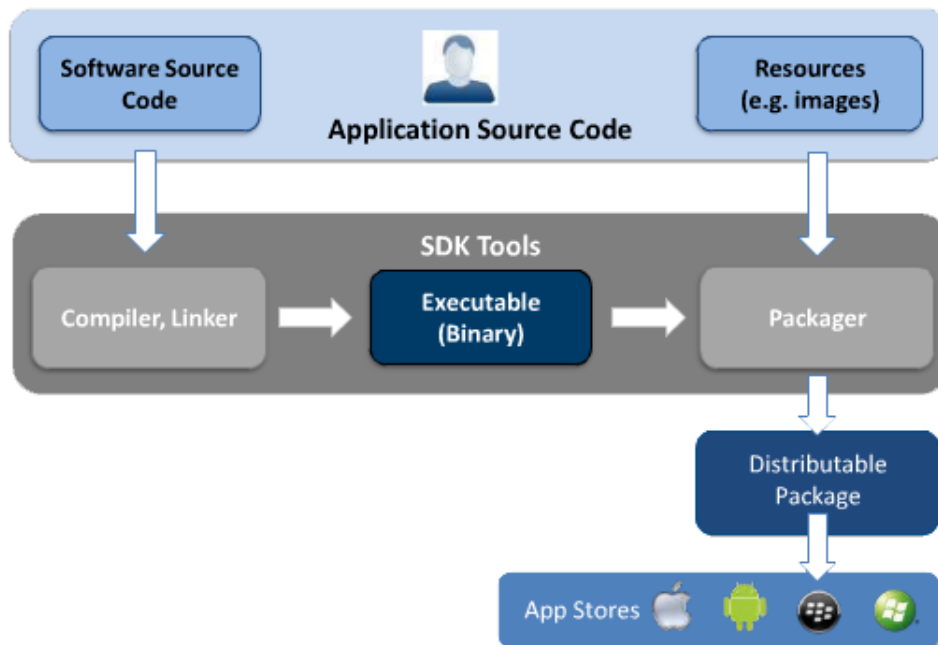 Software Source
Code
Resources
(e.g. images)
Application Source Code
SDK Tools
Compiler, Linker
Executable
(Binary)
Packager
Distributable
Package
App Stores